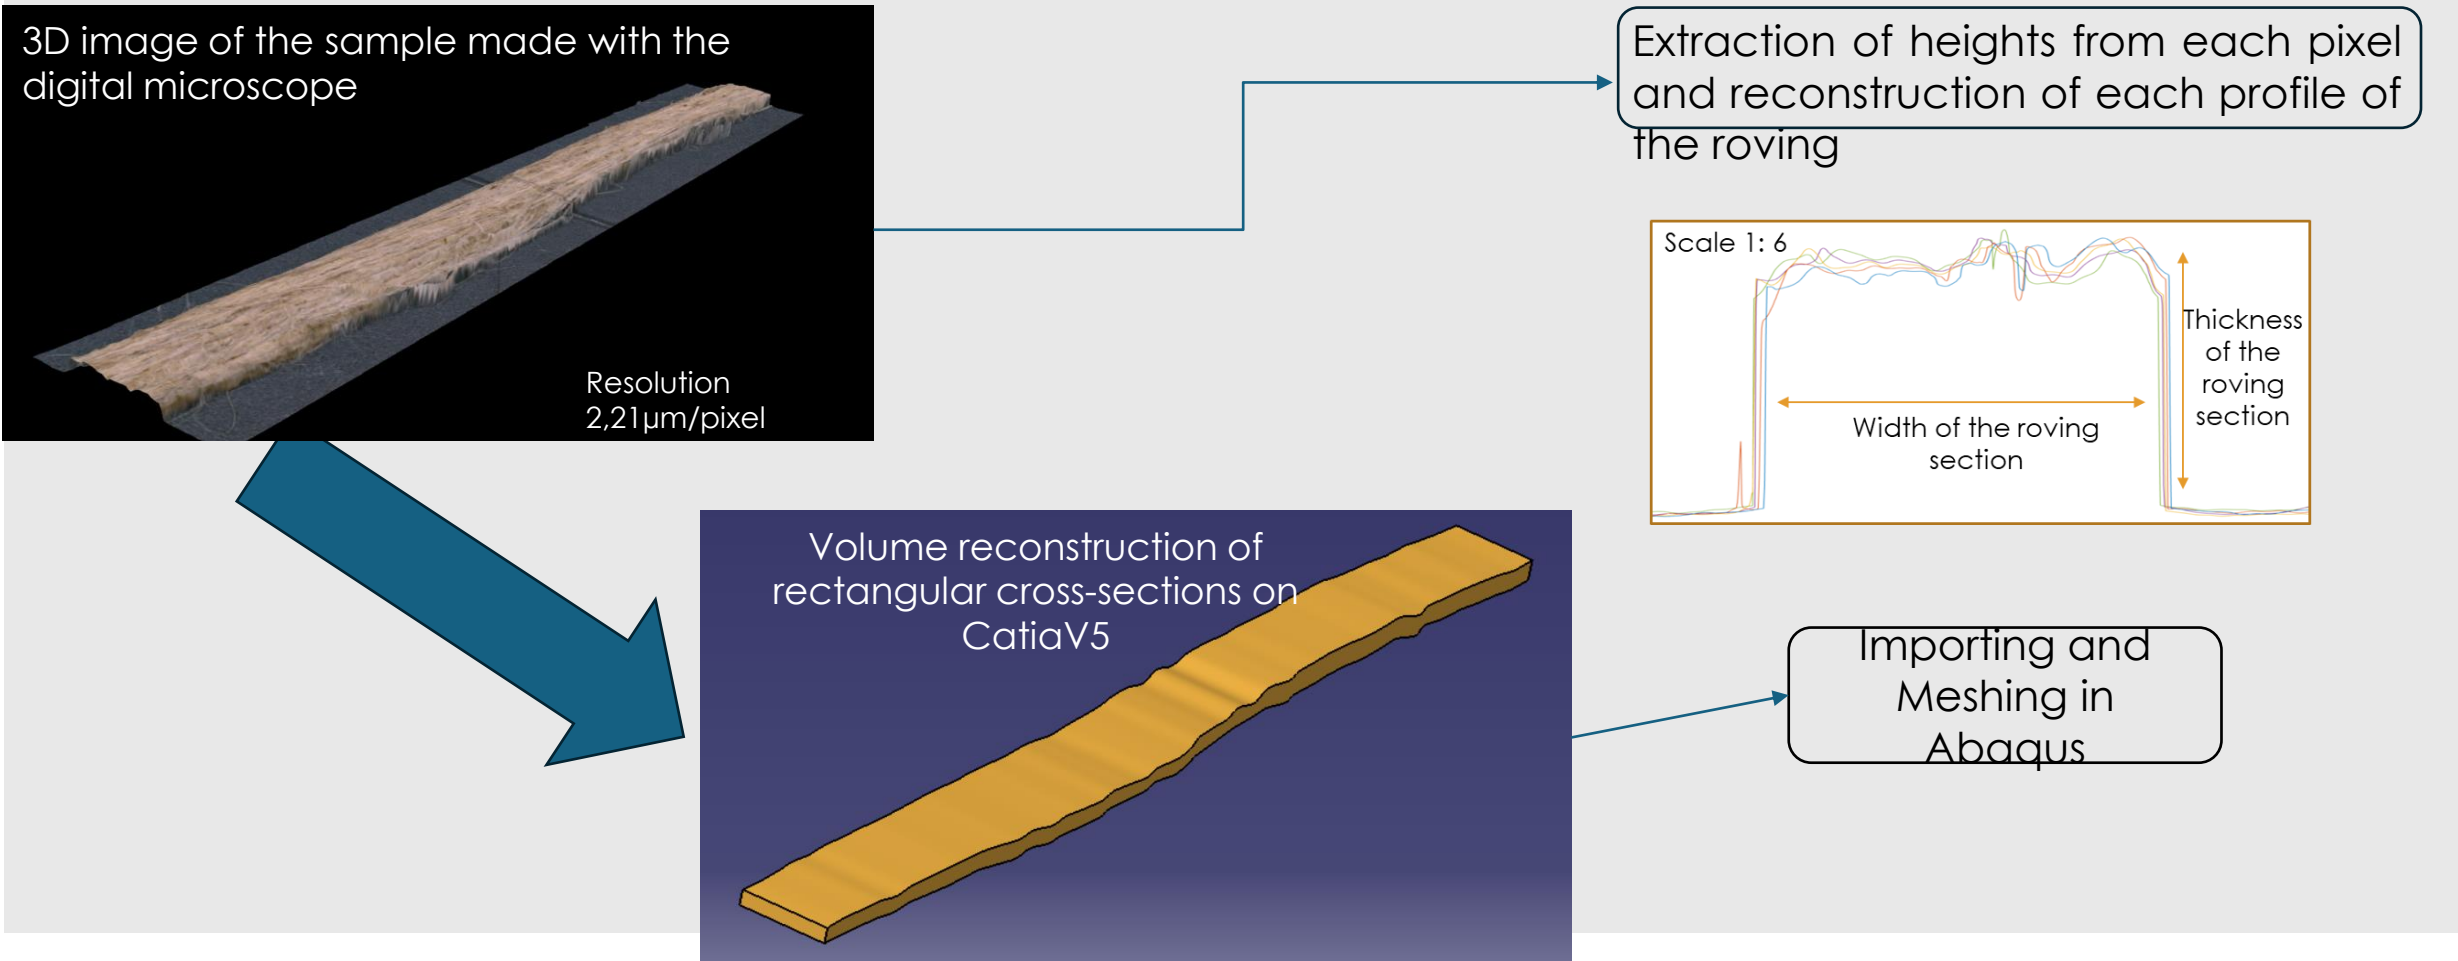 3D image of the sample made with the
digital microscope
Resolution
2,21µm/pixel
Extraction of heights from each pixel
and reconstruction of each profile of
the roving
Scale 1: 6
Thickness
of the
roving
section
Width of the roving
section
Volume reconstruction of
rectangular cross-sections on
CatiaV5
Importing and
Meshing in
Abaqus